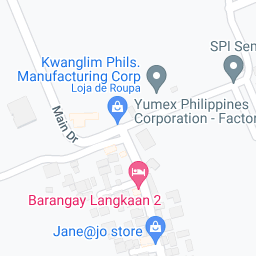 SPI Sem
Kwanglim Phils.
Manufacturing Corp
Loja de Roupa
Yumex Philippines
Corporation - Factor
Main Dr
Barangay Langkaan 2
Jane@jo store